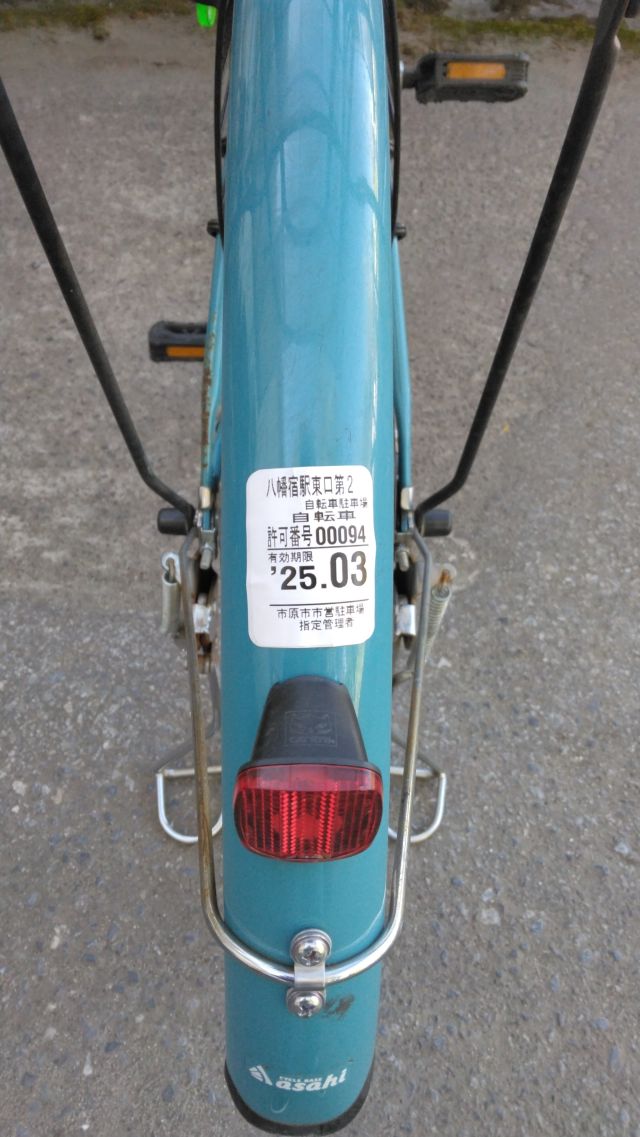 八幡宿駅東口第2
自転車駐車場
自転車
許可番号00094
有効期限
'25.03
市原市市営駐車場
指定管理者
CYCLE BASE
asahi